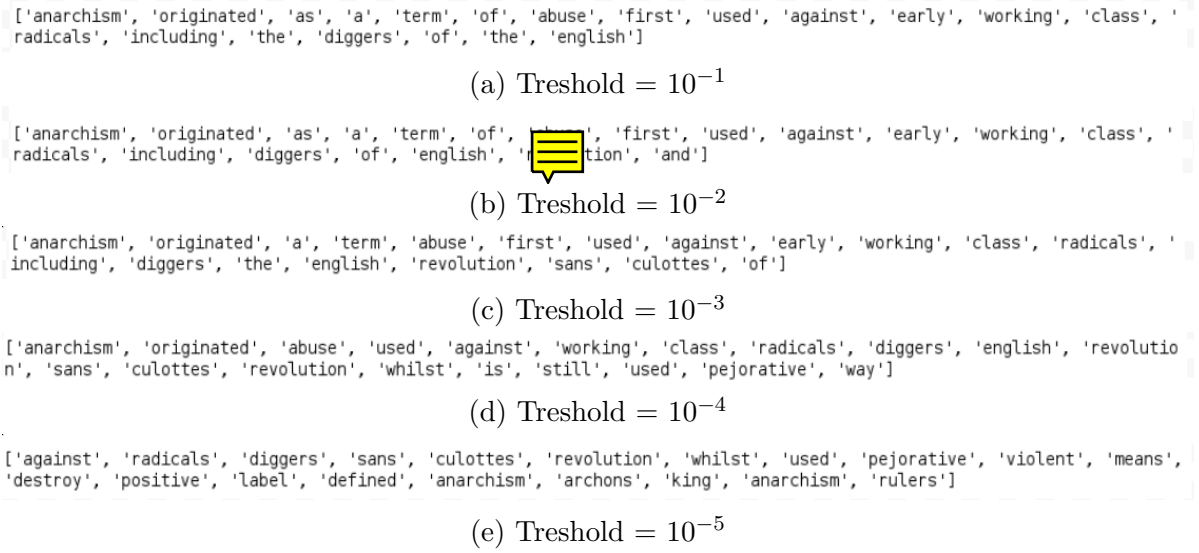 ['anarchism', 'originated', 'as', 'a', 'term', 'of', 'abuse', 'first', 'used', 'against', 'early', 'working', 'class', '
radicals', 'including', 'the', 'diggers', 'of', 'the', 'english']
(a) Treshold = 10⁻¹
['anarchism', 'originated', 'as', 'a', 'term', 'of', 'first', 'used', 'against', 'early', 'working', 'class', '
radicals', 'including', 'diggers', 'of', 'english', 'and']
(b) Treshold = 10⁻²
['anarchism', 'originated', 'a', 'term', 'abuse', 'first', 'used', 'against', 'early', 'working', 'class', 'radicals', '
including', 'diggers', 'the', 'english', 'revolution', 'sans', 'culottes', 'of']
(c) Treshold = 10⁻³
['anarchism', 'originated', 'abuse', 'used', 'against', 'working', 'class', 'radicals', 'diggers', 'english', 'revolutio
n', 'sans', 'culottes', 'revolution', 'whilst', 'is', 'still', 'used', 'pejorative', 'way']
(d) Treshold = 10⁻⁴
['against', 'radicals', 'diggers', 'sans', 'culottes', 'revolution', 'whilst', 'used', 'pejorative', 'violent', 'means',
'destroy', 'positive', 'label', 'defined', 'anarchism', 'archons', 'king', 'anarchism', 'rulers']
(e) Treshold = 10⁻⁵